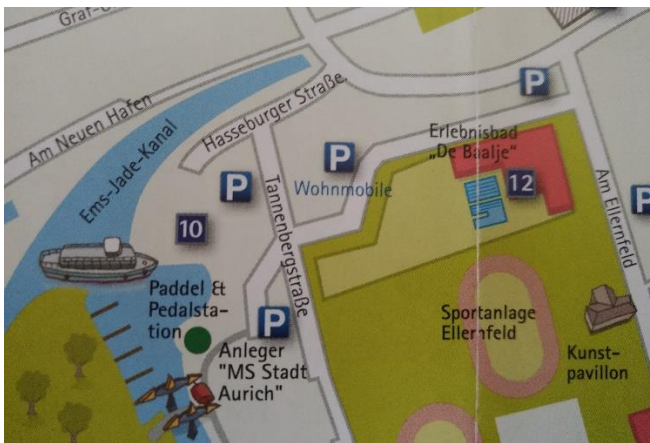 Graf-
Am Neuen Hafen
Ems-Jade-Kanal
Hasseburger Straße
P
P
P
Wohnmobile
Erlebnisbad
„De Baalje"
12
P
Am Ellernfeld
10
Tannenbergstraße
Paddel &
Pedalsta-
tion
P
Anleger
"MS Stadt
Aurich"
Sportanlage
Ellernfeld
Kunst-
pavillon